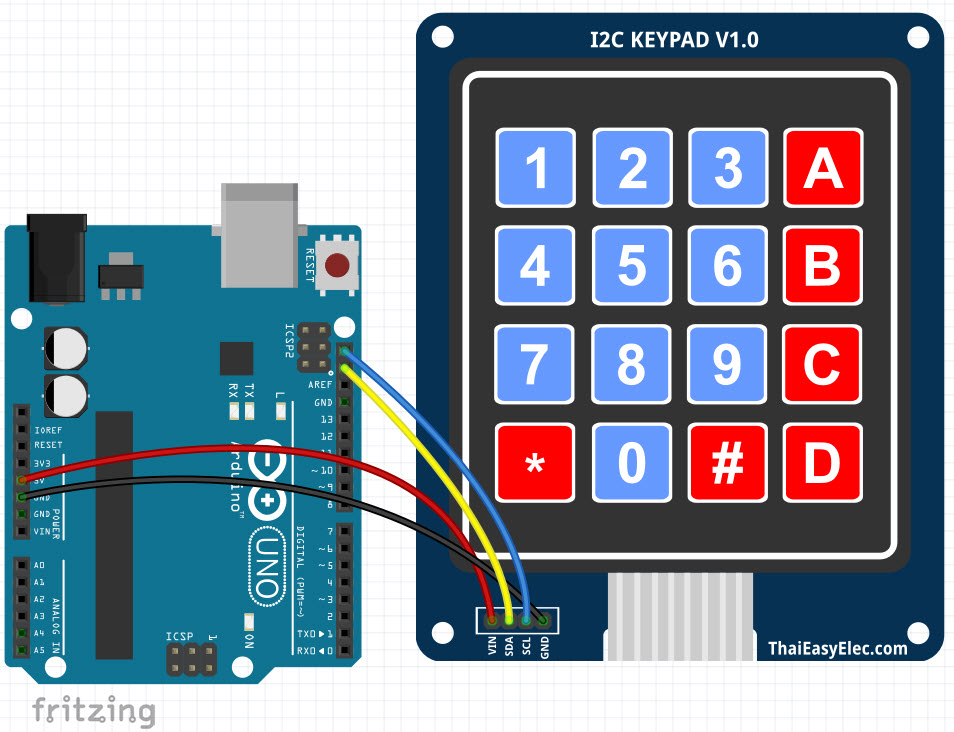 I2C KEYPAD V1.0
1 2 3 A
4 5 6 B
7 8 9 C
* 0 # D
VIN
SDA
SCL
GND
ThaiEasyElec.com
RESET
ICSP2
RX
TX
L
AREF
GND
13
12
11
~10
~9
8
7
~6
~5
4
~3
2
TX0▶1
RX0◀0
DIGITAL (PWM=~)
IOREF
RESET
3V3
5V
GND
GND
VIN
POWER
A0
A1
A2
A3
A4
A5
ANALOG IN
Arduino™
UNO
ON
ICSP
1
fritzing